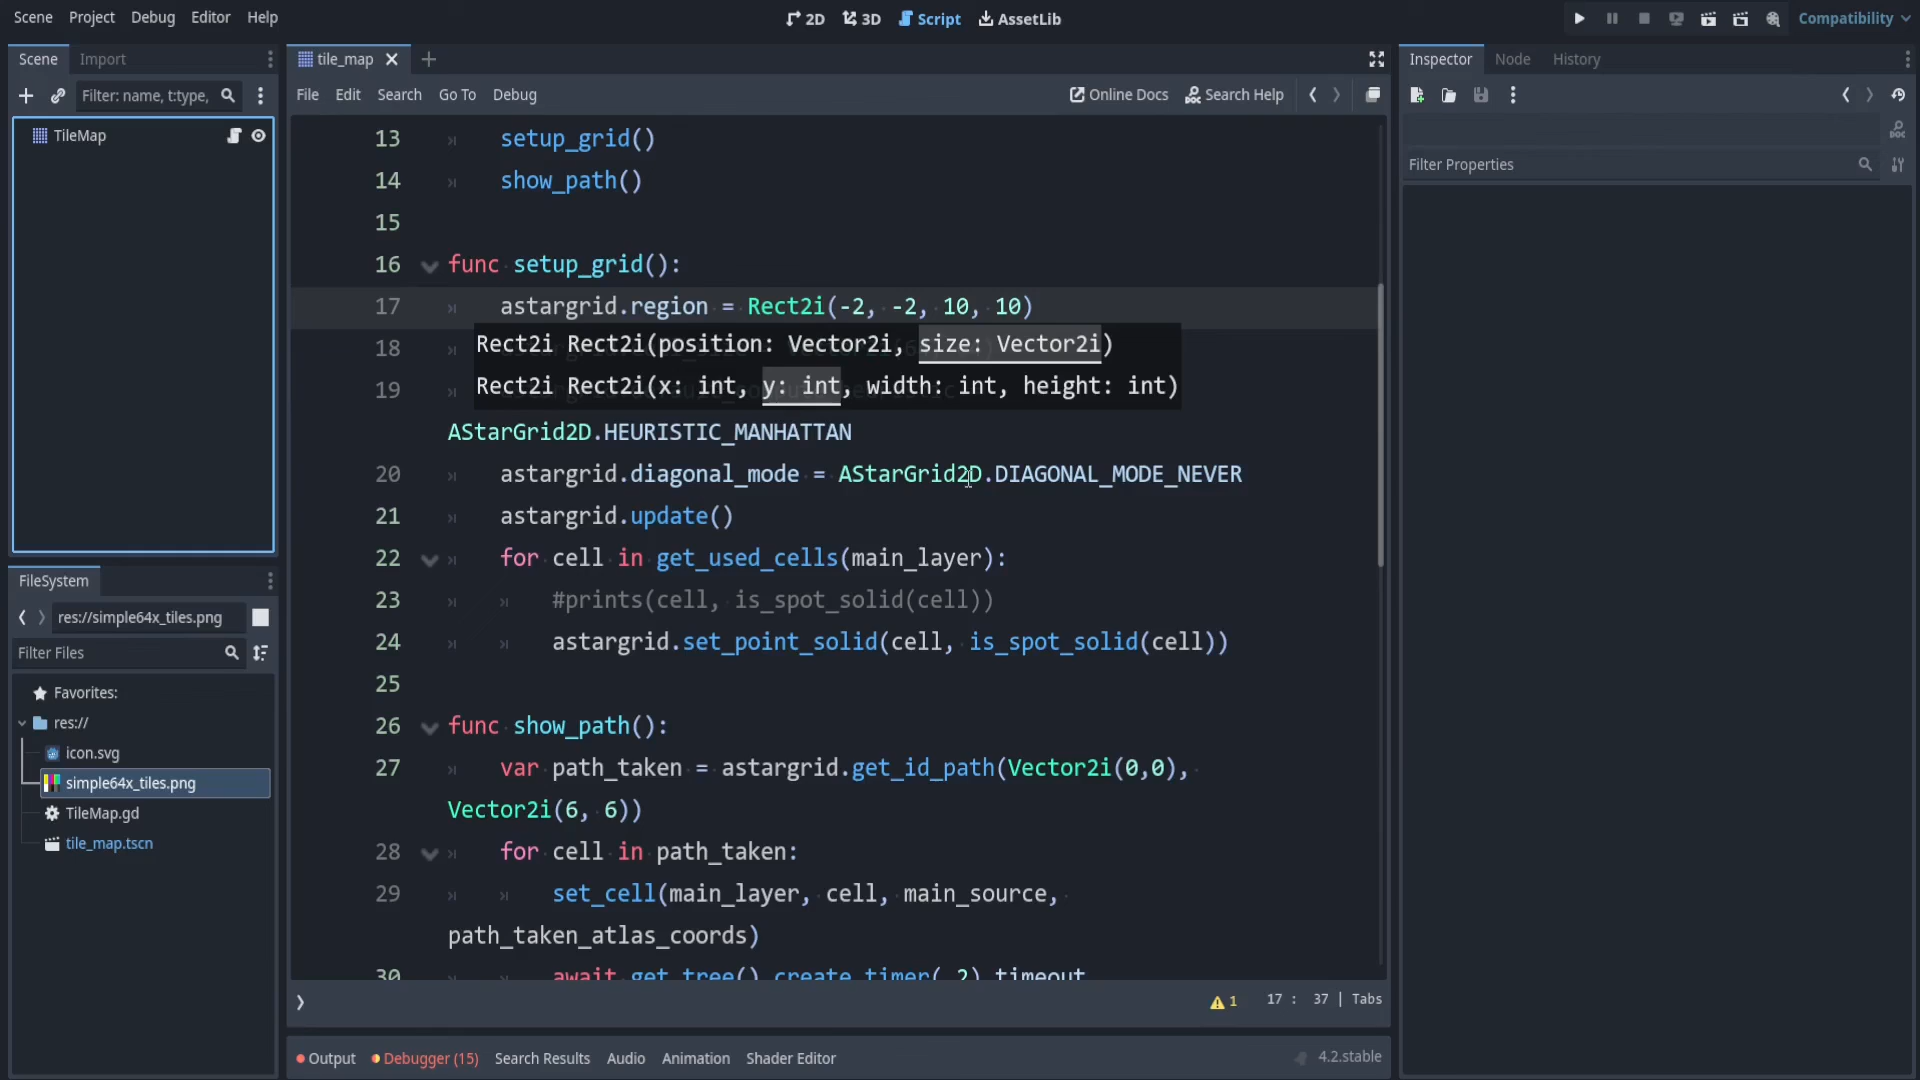 Scene Project Debug Editor Help
2D 3D Script AssetLib
Compatibility
Scene Import
Filter: name, t:type,
TileMap
FileSystem
res://simple64x_tiles.png
Filter Files
Favorites:
res://
icon.svg
simple64x_tiles.png
TileMap.gd
tile_map.tscn
tile_map
File Edit Search Go To Debug
Online Docs Search Help
13 setup_grid()
14 show_path()
15
16 func setup_grid():
17 astargrid.region = Rect2i(-2, -2, 10, 10)
Rect2i Rect2i(position: Vector2i, size: Vector2i)
18
Rect2i Rect2i(x: int, y: int, width: int, height: int)
19
AStarGrid2D.HEURISTIC_MANHATTAN
20 astargrid.diagonal_mode = AStarGrid2D.DIAGONAL_MODE_NEVER
21 astargrid.update()
22 for cell in get_used_cells(main_layer):
23 #prints(cell, is_spot_solid(cell))
24 astargrid.set_point_solid(cell, is_spot_solid(cell))
25
26 func show_path():
27 var path_taken = astargrid.get_id_path(Vector2i(0,0),
Vector2i(6, 6))
28 for cell in path_taken:
29 set_cell(main_layer, cell, main_source,
path_taken_atlas_coords)
30 await get_tree().create_timer(.2).timeout
1 17 : 37 | Tabs
Output Debugger (15) Search Results Audio Animation Shader Editor
4.2.stable
Inspector Node History
Filter Properties